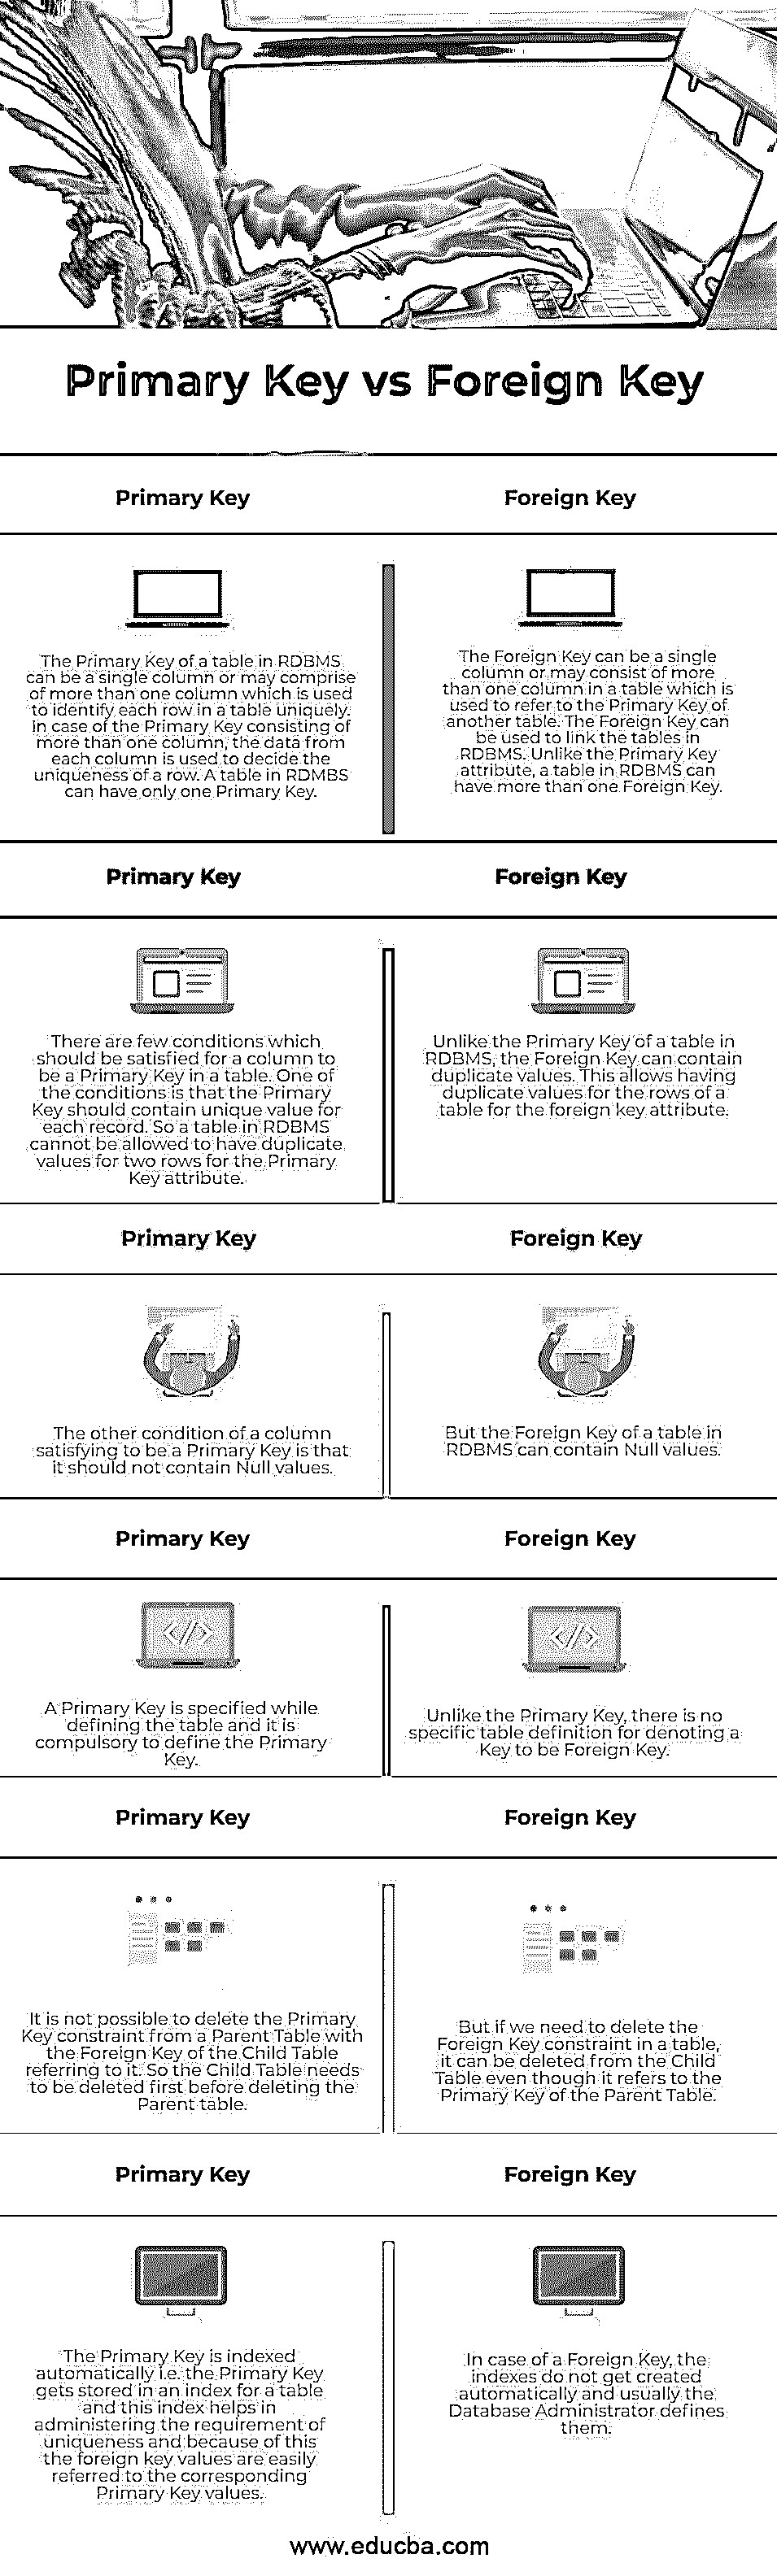 Primary Key vs Foreign Key
Primary Key
Foreign Key
The Primary Key of a table in RDBMS
can be a single column or may comprise
of more than one column which is used
to identify each row in a table uniquely.
In case of the Primary Key consisting of
more than one column, the data from
each column is used to decide the
uniqueness of a row. A table in RDMBS
can have only one Primary Key.
The Foreign Key can be a single
column or may consist of more
than one column in a table which is
used to refer to the Primary Key of
another table. The Foreign Key can
be used to link the tables in
RDBMS. Unlike the Primary Key
attribute, a table in RDBMS can
have more than one Foreign Key.
Primary Key
Foreign Key
There are few conditions which
should be satisfied for a column to
be a Primary Key in a table. One of
the conditions is that the Primary
Key should contain unique value for
each record. So a table in RDBMS
cannot be allowed to have duplicate
values for two rows for the Primary
Key attribute.
Unlike the Primary Key of a table in
RDBMS, the Foreign Key can contain
duplicate values. This allows having
duplicate values for the rows of a
table for the foreign key attribute.
Primary Key
Foreign Key
The other condition of a column
satisfying to be a Primary Key is that
it should not contain Null values.
But the Foreign Key of a table in
RDBMS can contain Null values.
Primary Key
Foreign Key
A Primary Key is specified while
defining the table and it is
compulsory to define the Primary
Key.
Unlike the Primary Key, there is no
specific table definition for denoting a
Key to be Foreign Key.
Primary Key
Foreign Key
It is not possible to delete the Primary
Key constraint from a Parent Table with
the Foreign Key of the Child Table
referring to it. So the Child Table needs
to be deleted first before deleting the
Parent table.
But if we need to delete the
Foreign Key constraint in a table,
it can be deleted from the Child
Table even though it refers to the
Primary Key of the Parent Table.
Primary Key
Foreign Key
The Primary Key is indexed
automatically i.e. the Primary Key
gets stored in an index for a table
and this index helps in
administering the requirement of
uniqueness and because of this
the foreign key values are easily
referred to the corresponding
Primary Key values.
In case of a Foreign Key, the
indexes do not get created
automatically and usually the
Database Administrator defines
them.
www.educba.com